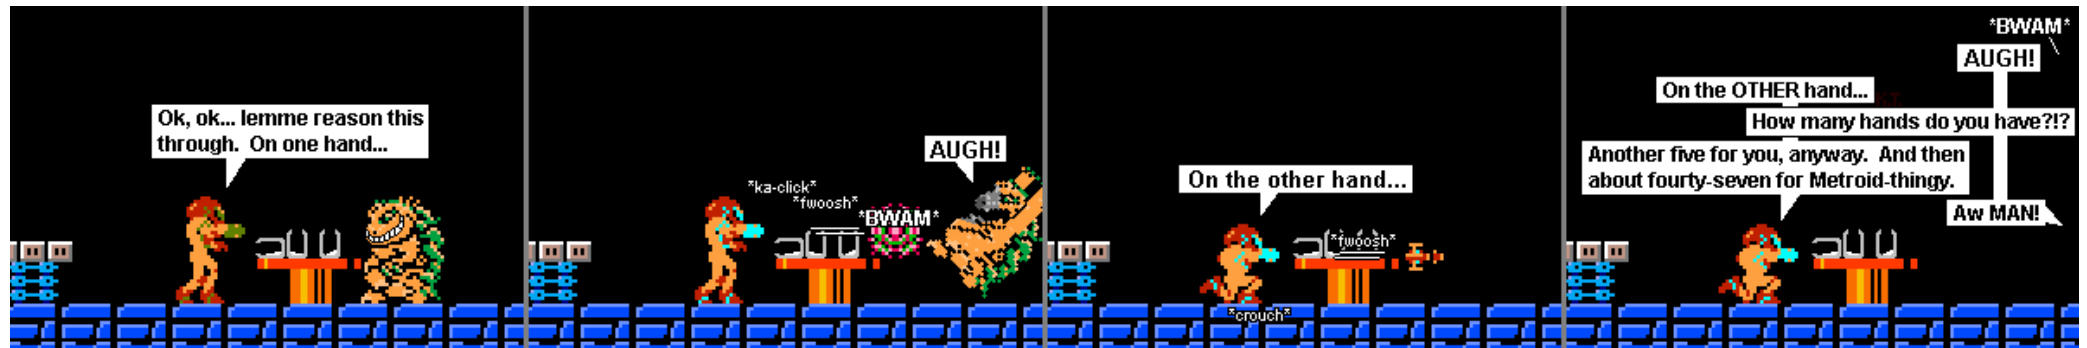 Ok, ok... lemme reason this
through. On one hand...
*ka-click*
*fwoosh*
*BWAM*
AUGH!
On the other hand...
*fwoosh*
*crouch*
*BWAM*
AUGH!
On the OTHER hand...
How many hands do you have?!?
Another five for you, anyway. And then
about fourty-seven for Metroid-thingy.
Aw MAN!